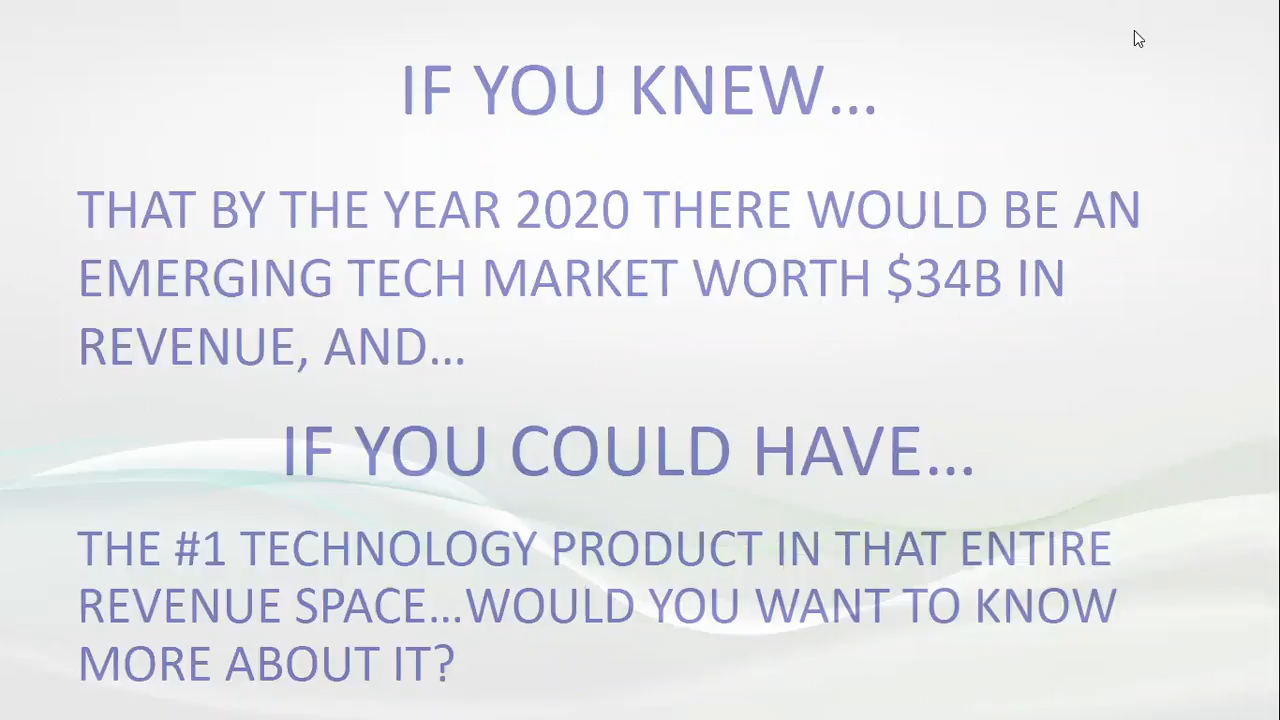 IF YOU KNEW…
THAT BY THE YEAR 2020 THERE WOULD BE AN
EMERGING TECH MARKET WORTH $34B IN
REVENUE, AND…
IF YOU COULD HAVE…
THE #1 TECHNOLOGY PRODUCT IN THAT ENTIRE
REVENUE SPACE…WOULD YOU WANT TO KNOW
MORE ABOUT IT?